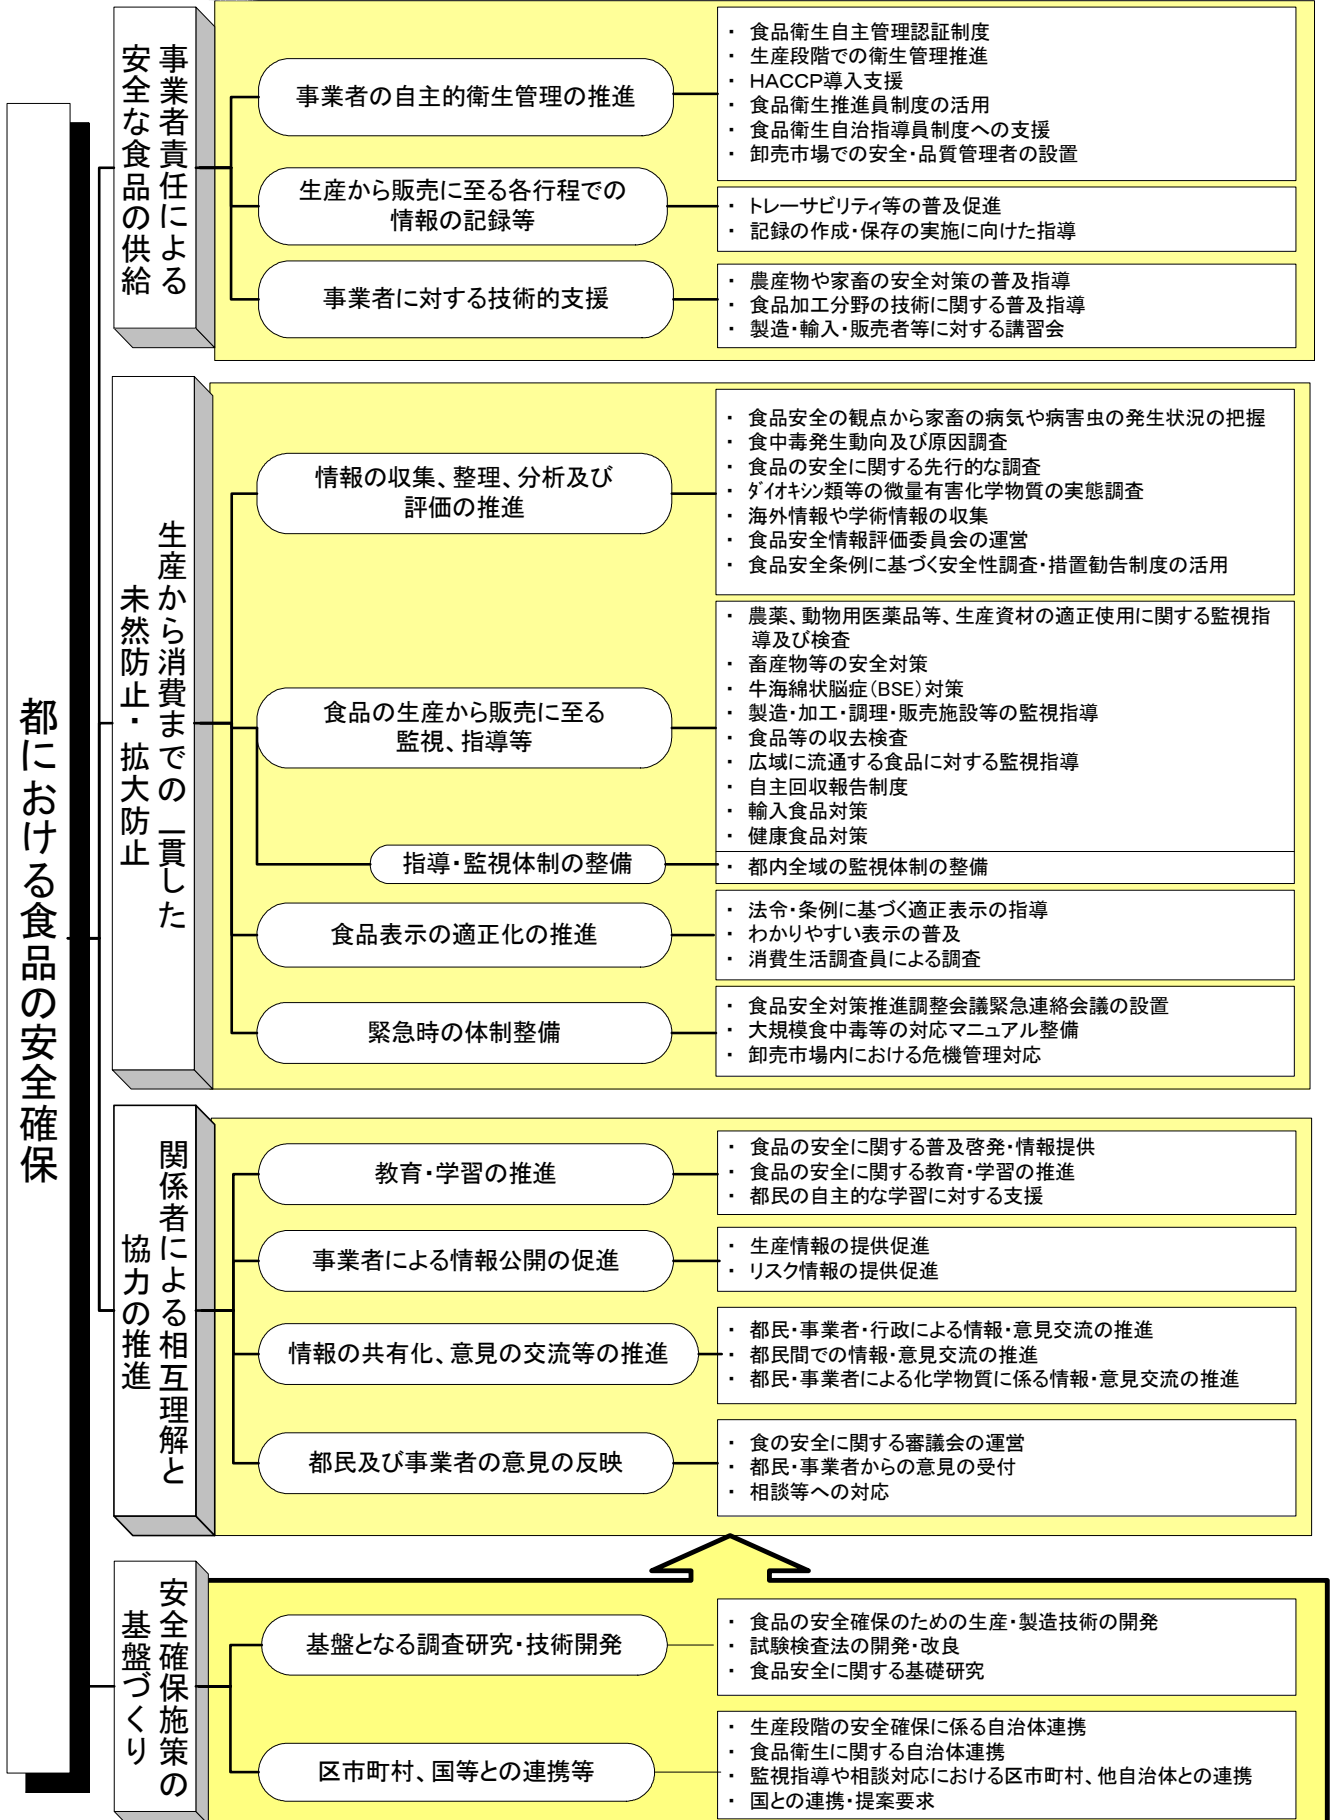 都における食品の安全確保
事業者責任による
安全な食品の供給
事業者の自主的衛生管理の推進
・ 食品衛生自主管理認証制度
・ 生産段階での衛生管理推進
・ HACCP導入支援
・ 食品衛生推進員制度の活用
・ 食品衛生自治指導員制度への支援
・ 卸売市場での安全・品質管理者の設置
生産から販売に至る各行程での
情報の記録等
・ トレーサビリティ等の普及促進
・ 記録の作成・保存の実施に向けた指導
事業者に対する技術的支援
・ 農産物や家畜の安全対策の普及指導
・ 食品加工分野の技術に関する普及指導
・ 製造・輸入・販売者等に対する講習会
生産から消費までの一貫した
未然防止・拡大防止
情報の収集、整理、分析及び
評価の推進
・ 食品安全の観点から家畜の病気や病害虫の発生状況の把握
・ 食中毒発生動向及び原因調査
・ 食品の安全に関する先行的な調査
・ ダイオキシン類等の微量有害化学物質の実態調査
・ 海外情報や学術情報の収集
・ 食品安全情報評価委員会の運営
・ 食品安全条例に基づく安全性調査・措置勧告制度の活用
食品の生産から販売に至る
監視、指導等
・ 農薬、動物用医薬品等、生産資材の適正使用に関する監視指
導及び検査
・ 畜産物等の安全対策
・ 牛海綿状脳症（BSE）対策
・ 製造・加工・調理・販売施設等の監視指導
・ 食品等の収去検査
・ 広域に流通する食品に対する監視指導
・ 自主回収報告制度
・ 輸入食品対策
・ 健康食品対策
指導・監視体制の整備
・ 都内全域の監視体制の整備
食品表示の適正化の推進
・ 法令・条例に基づく適正表示の指導
・ わかりやすい表示の普及
・ 消費生活調査員による調査
緊急時の体制整備
・ 食品安全対策推進調整会議緊急連絡会議の設置
・ 大規模食中毒等の対応マニュアル整備
・ 卸売市場内における危機管理対応
関係者による相互理解と
協力の推進
教育・学習の推進
・ 食品の安全に関する普及啓発・情報提供
・ 食品の安全に関する教育・学習の推進
・ 都民の自主的な学習に対する支援
事業者による情報公開の促進
・ 生産情報の提供促進
・ リスク情報の提供促進
情報の共有化、意見の交流等の推進
・ 都民・事業者・行政による情報・意見交流の推進
・ 都民間での情報・意見交流の推進
・ 都民・事業者による化学物質に係る情報・意見交流の推進
都民及び事業者の意見の反映
・ 食の安全に関する審議会の運営
・ 都民・事業者からの意見の受付
・ 相談等への対応
安全確保施策の
基盤づくり
基盤となる調査研究・技術開発
・ 食品の安全確保のための生産・製造技術の開発
・ 試験検査法の開発・改良
・ 食品安全に関する基礎研究
区市町村、国等との連携等
・ 生産段階の安全確保に係る自治体連携
・ 食品衛生に関する自治体連携
・ 監視指導や相談対応における区市町村、他自治体との連携
・ 国との連携・提案要求